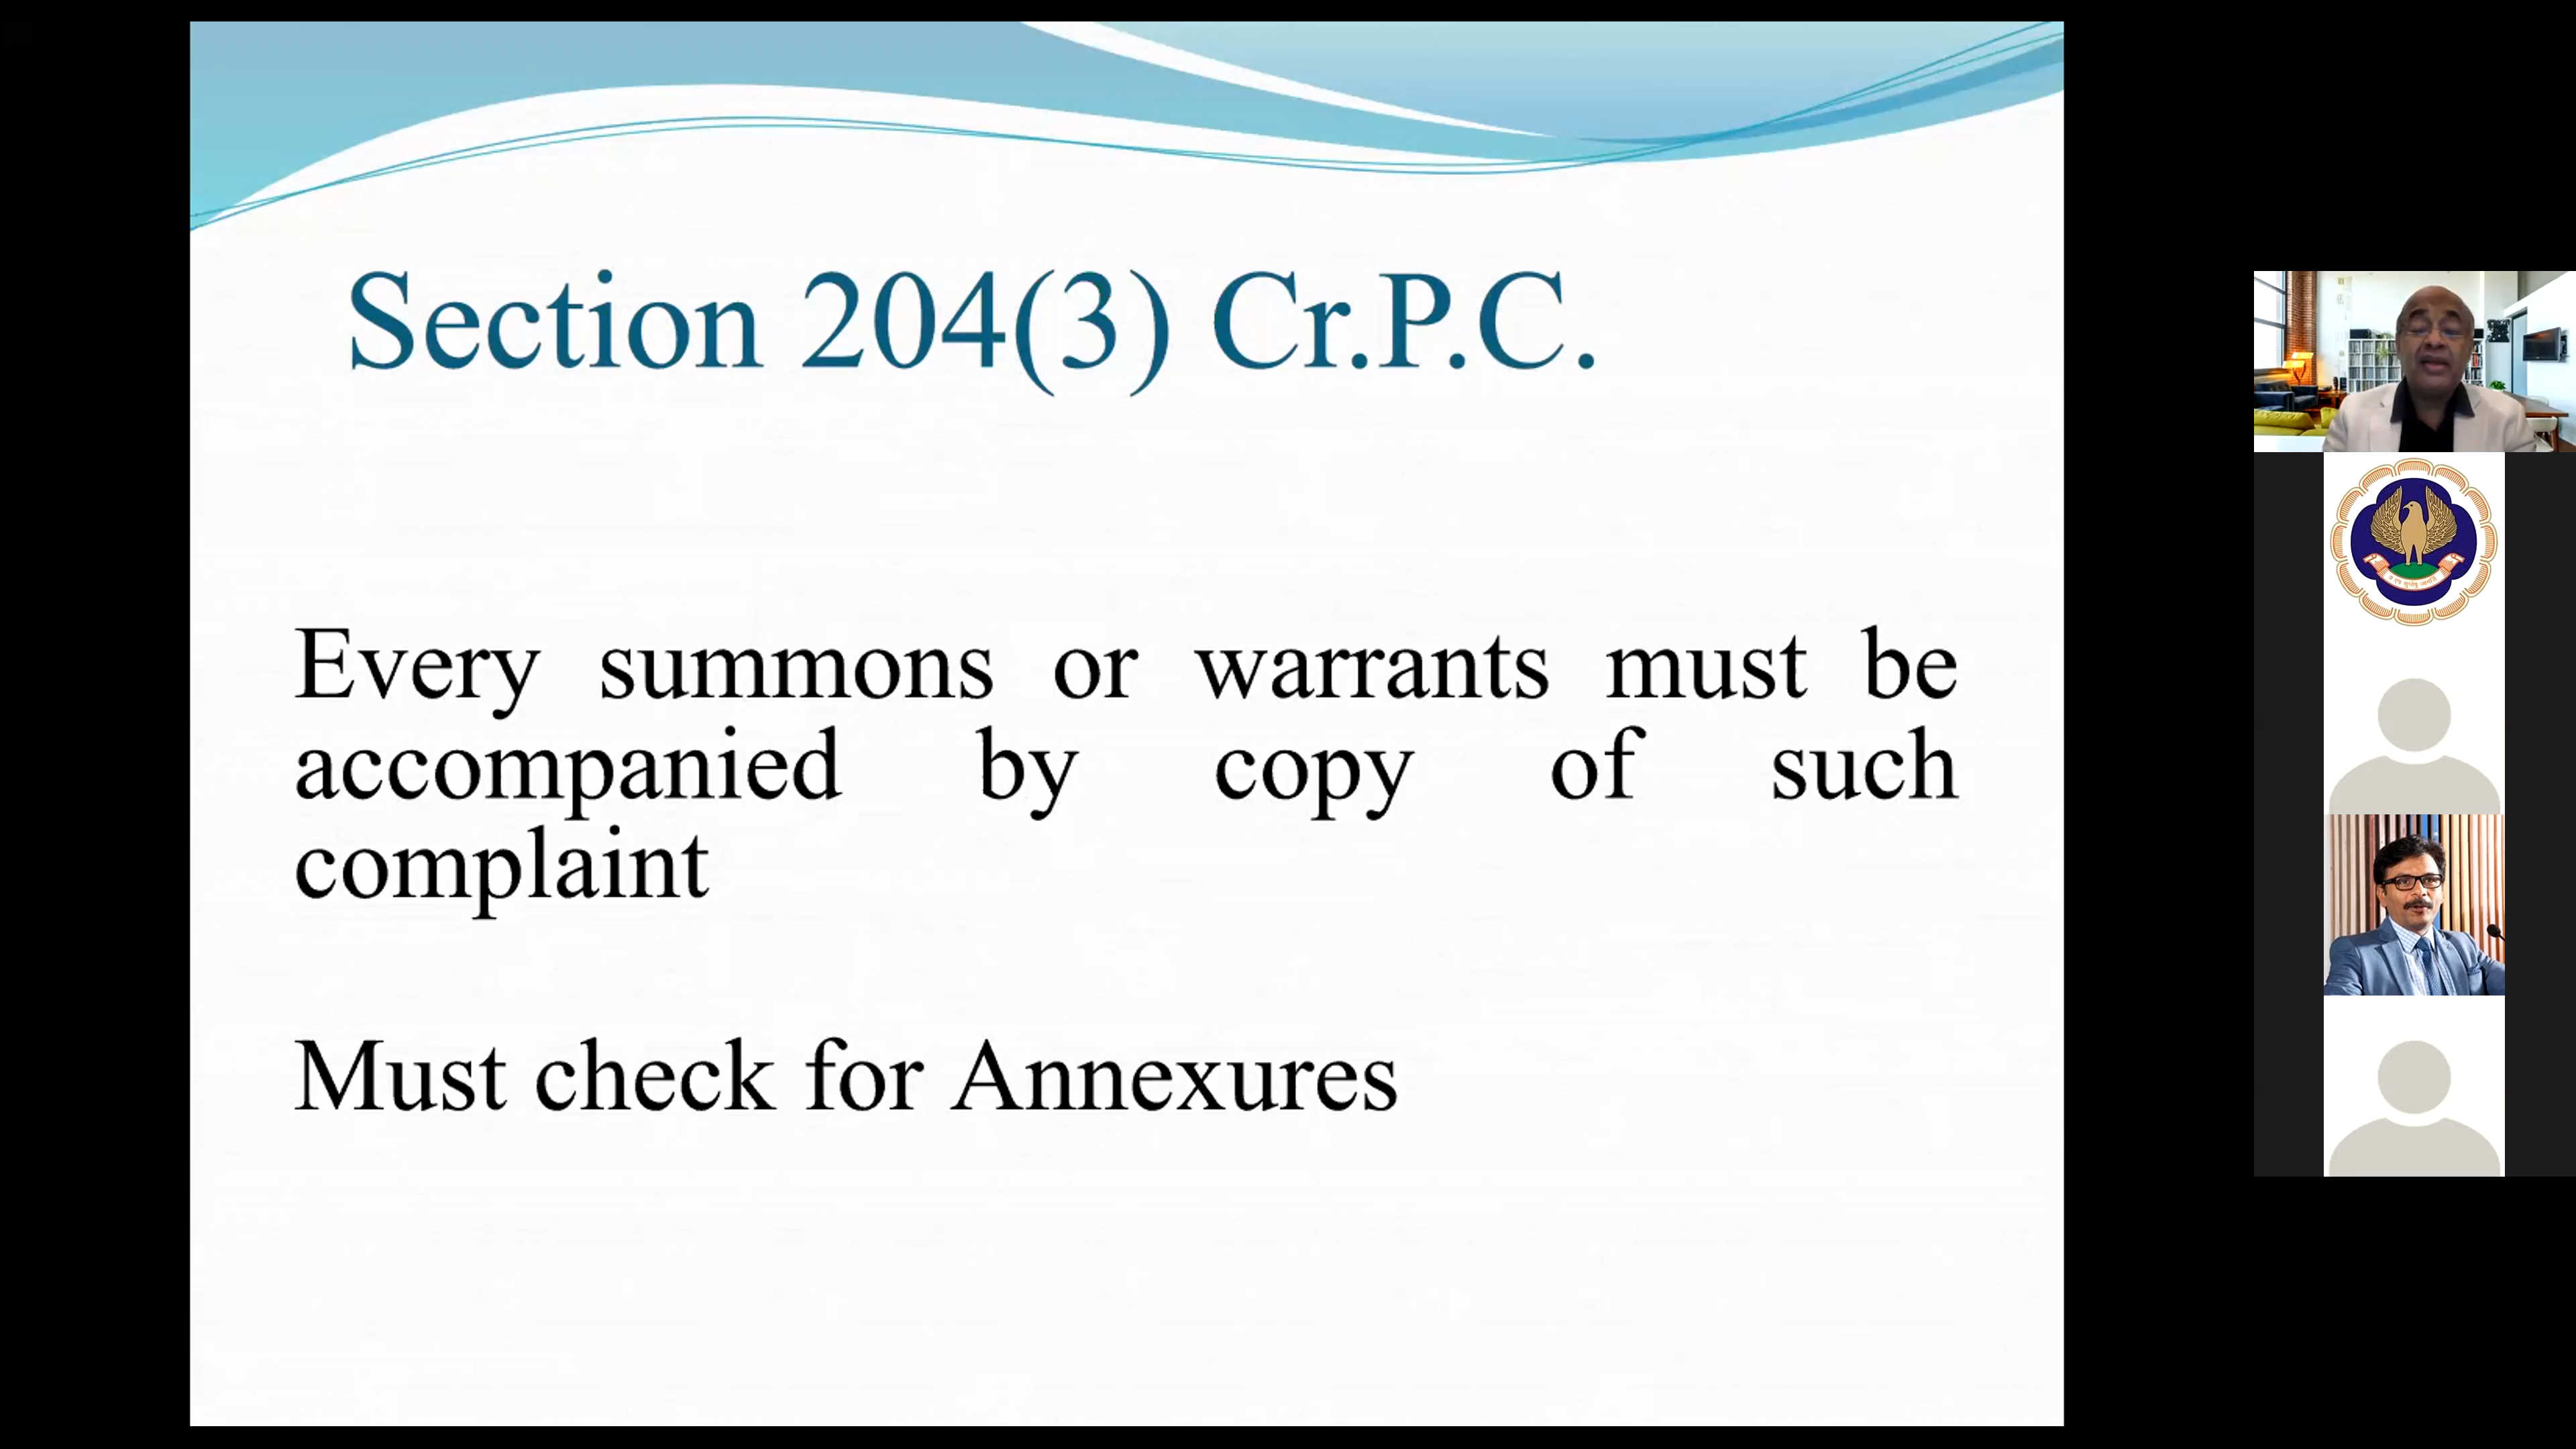 Section 204(3) Cr.P.C.
Every summons or warrants must be
accompanied by copy of such
complaint
Must check for Annexures